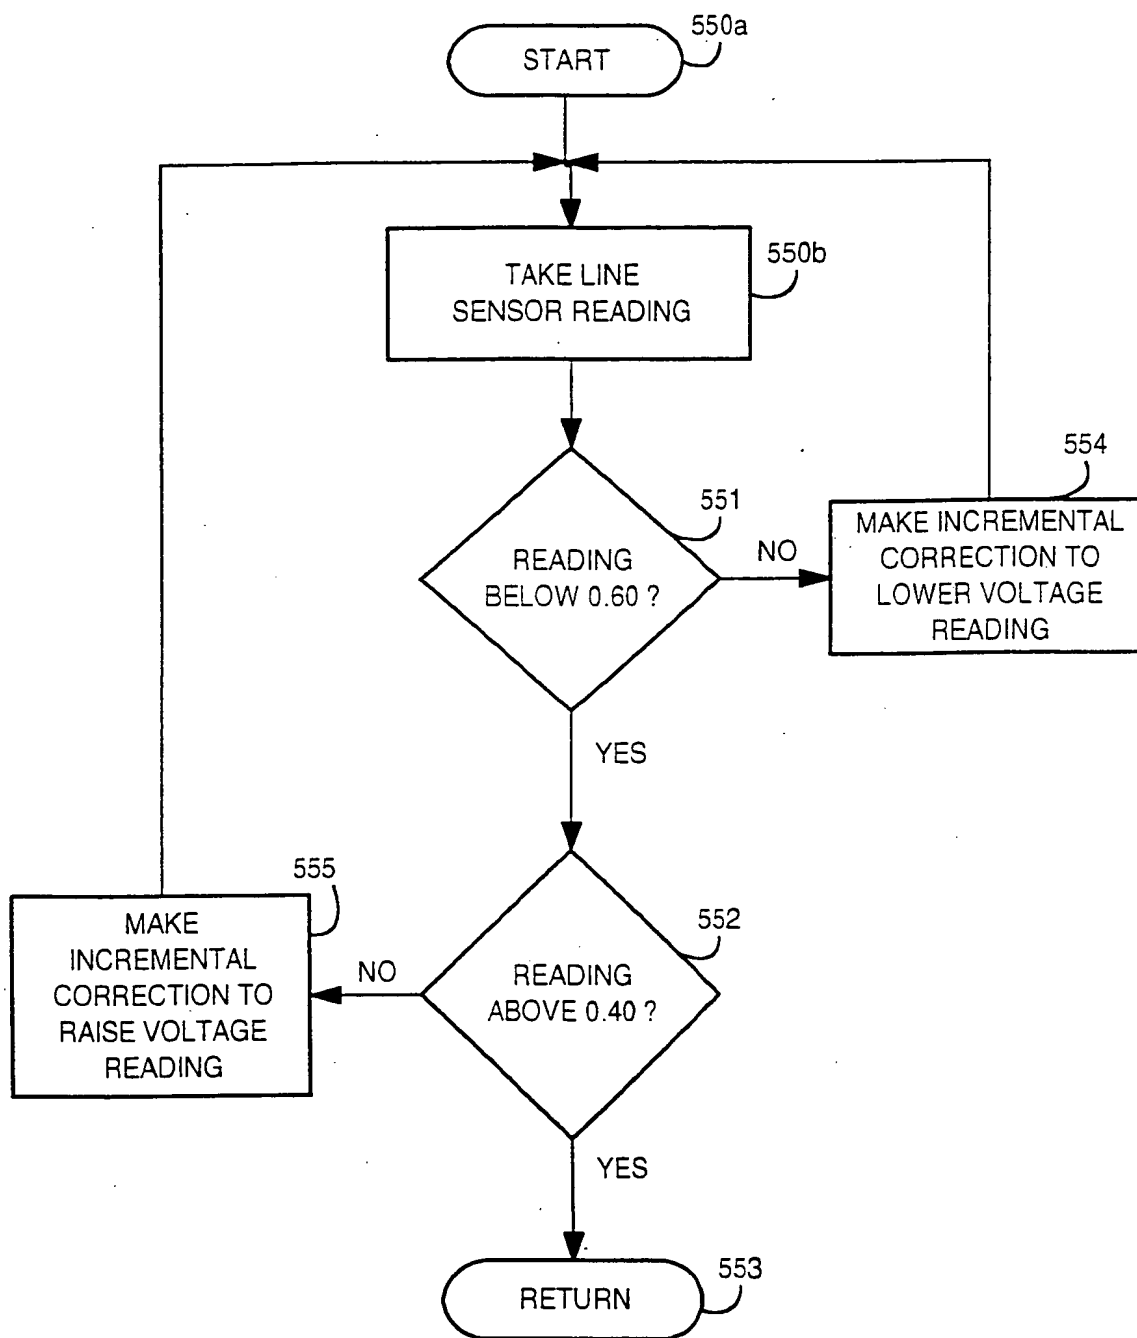 550a
START
550b
TAKE LINE
SENSOR READING
551
READING
BELOW 0.60 ?
NO
554
MAKE INCREMENTAL
CORRECTION TO
LOWER VOLTAGE
READING
YES
555
MAKE
INCREMENTAL
CORRECTION TO
RAISE VOLTAGE
READING
NO
552
READING
ABOVE 0.40 ?
YES
RETURN
553